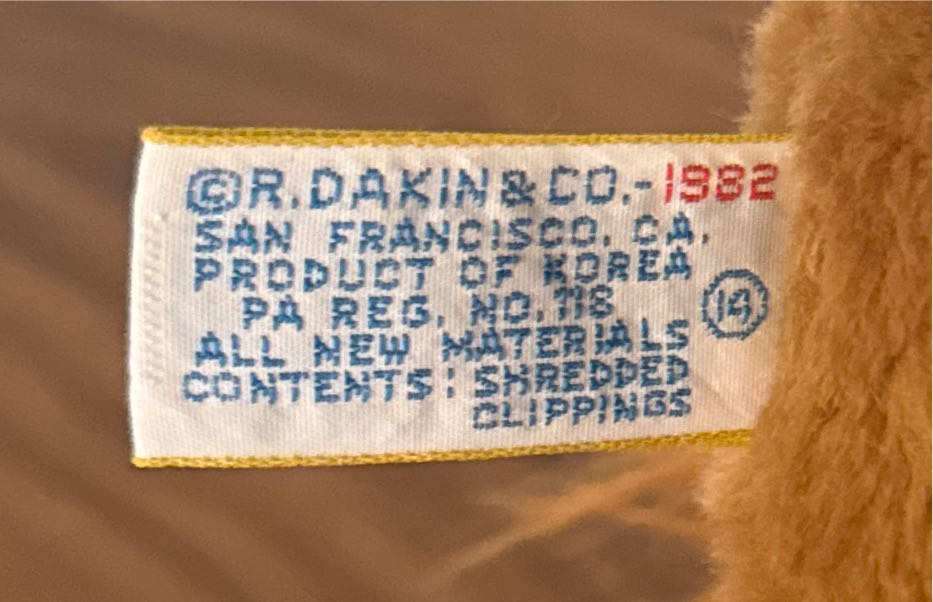 ©R.DAKIN & CO.-1982
SAN FRANCISCO, CA.
PRODUCT OF KOREA
PA REG. NO. 118
14
ALL NEW MATERIALS
CONTENTS: SHREDDED
CLIPPINGS